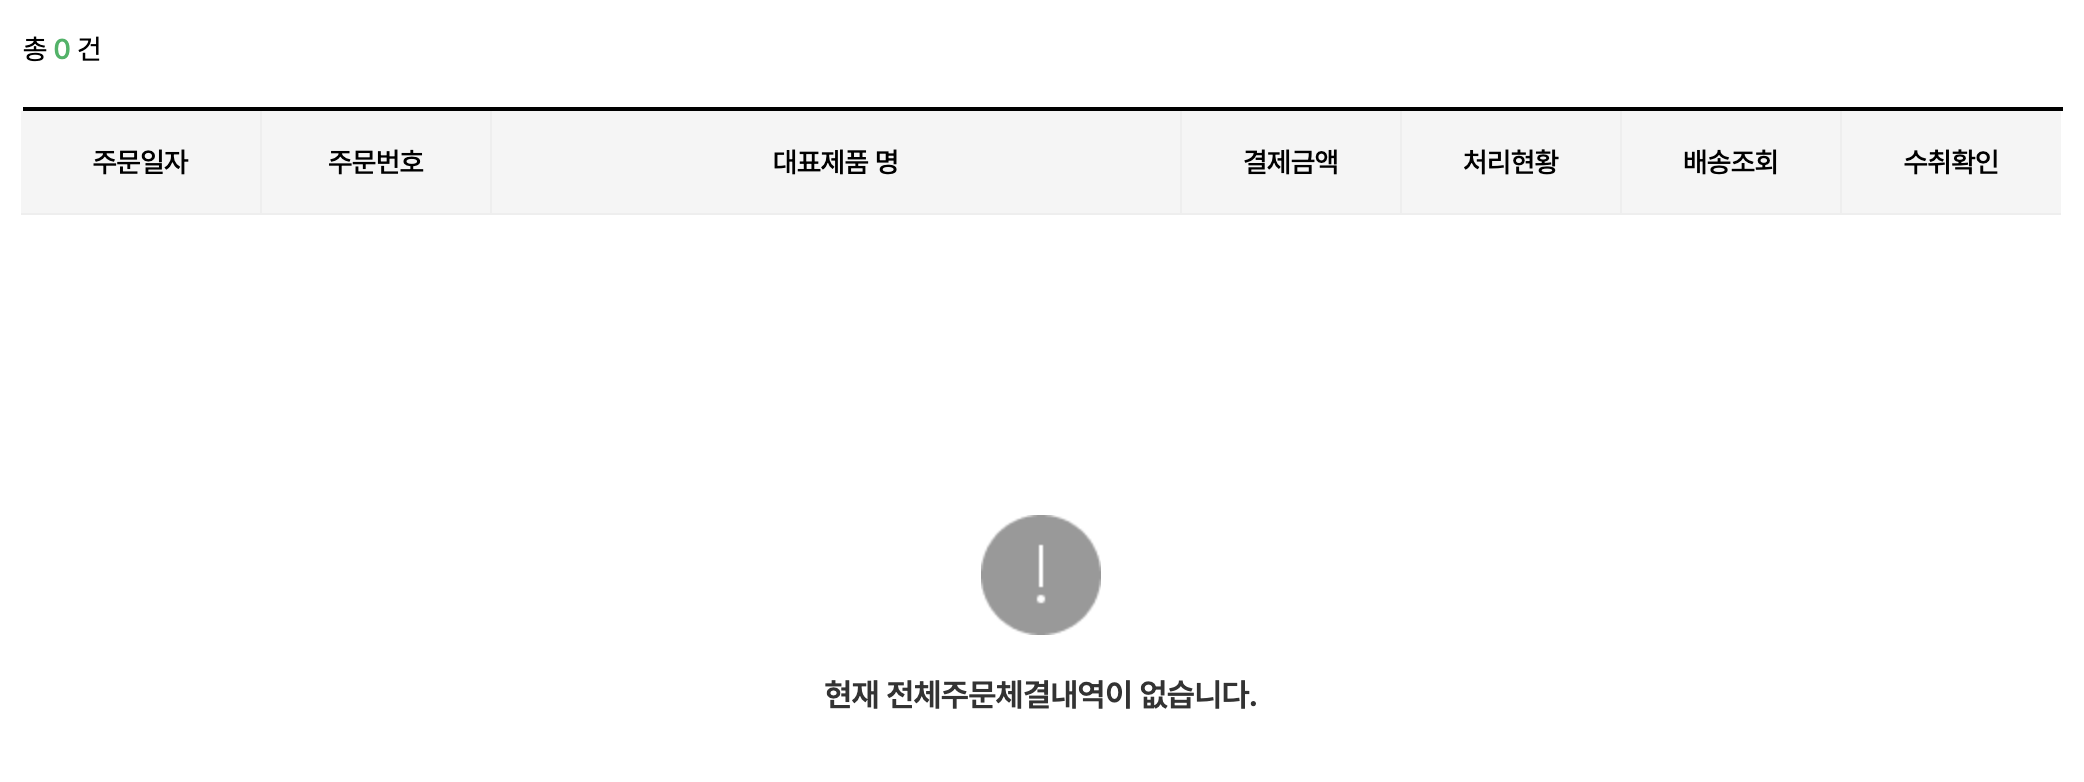 총 0 건
주문일자 주문번호 대표제품 명 결제금액 처리현황 배송조회 수취확인
현재 전체주문체결내역이 없습니다.